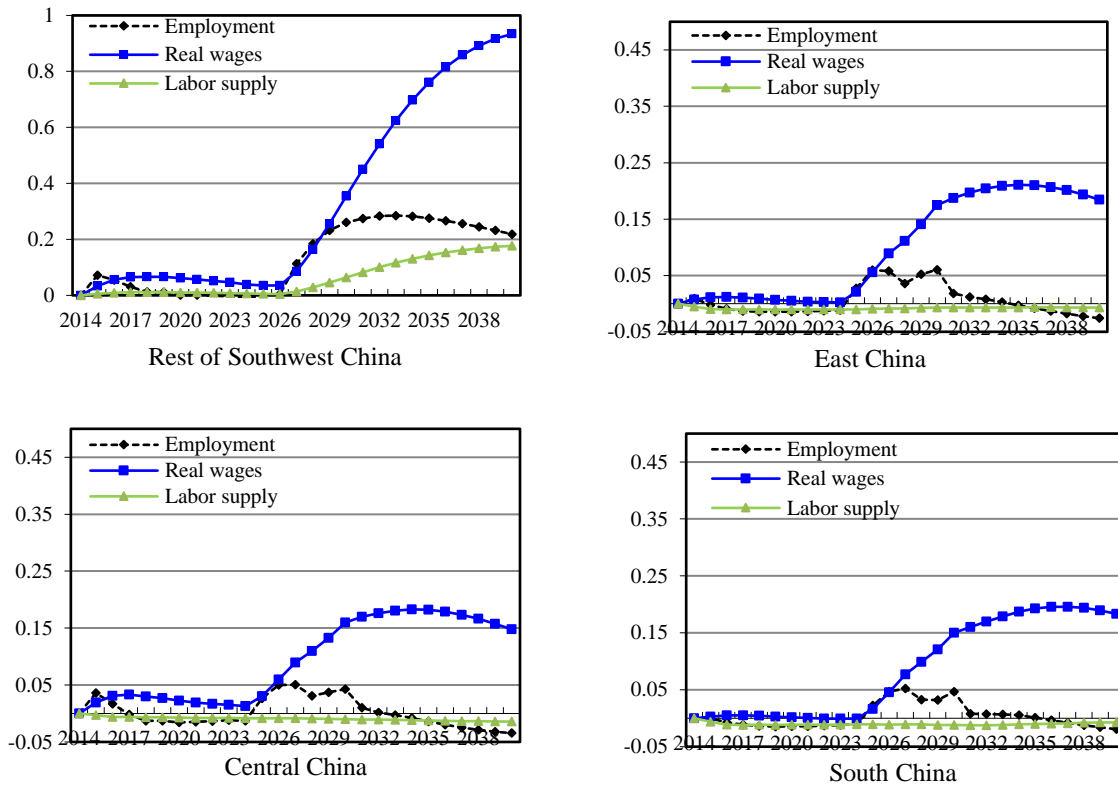 1
0.8
0.6
0.4
0.2
0
Employment
Real wages
Labor supply
2014 2017 2020 2023 2026 2029 2032 2035 2038
Rest of Southwest China
0.45
0.35
0.25
0.15
0.05
-0.05
Employment
Real wages
Labor supply
2014 2017 2020 2023 2026 2029 2032 2035 2038
East China
0.45
0.35
0.25
0.15
0.05
-0.05
Employment
Real wages
Labor supply
2014 2017 2020 2023 2026 2029 2032 2035 2038
Central China
0.45
0.35
0.25
0.15
0.05
-0.05
Employment
Real wages
Labor supply
2014 2017 2020 2023 2026 2029 2032 2035 2038
South China